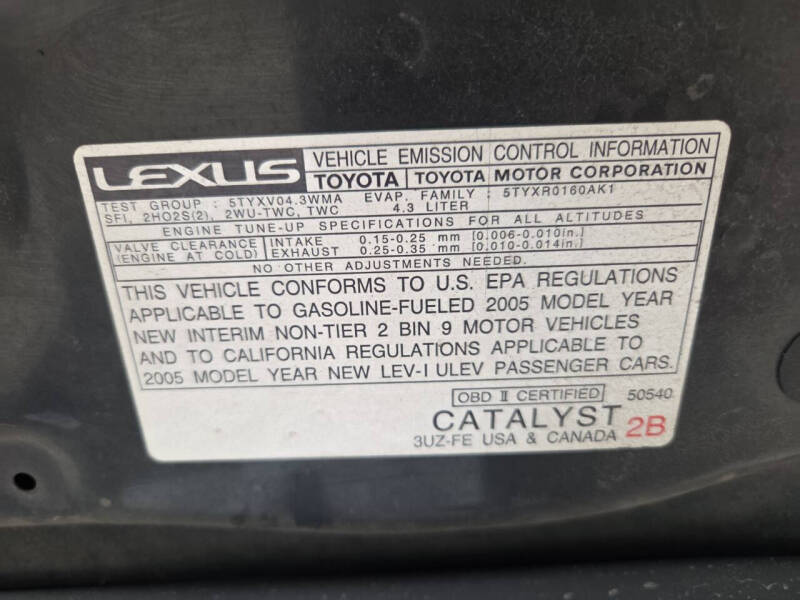 LEXUS VEHICLE EMISSION CONTROL INFORMATION
TOYOTA TOYOTA MOTOR CORPORATION
TEST GROUP : 5TYXV04.3WMA EVAP. FAMILY : 5TYXR0160AK1
SFI, 2HO2S(2), 2WU-TWC, TWC 4.3 LITER
ENGINE TUNE-UP SPECIFICATIONS FOR ALL ALTITUDES
VALVE CLEARANCE INTAKE 0.15-0.25 mm [0.006-0.010in.]
(ENGINE AT COLD) EXHAUST 0.25-0.35 mm [0.010-0.014in.]
NO OTHER ADJUSTMENTS NEEDED.
THIS VEHICLE CONFORMS TO U.S. EPA REGULATIONS
APPLICABLE TO GASOLINE-FUELED 2005 MODEL YEAR
NEW INTERIM NON-TIER 2 BIN 9 MOTOR VEHICLES
AND TO CALIFORNIA REGULATIONS APPLICABLE TO
2005 MODEL YEAR NEW LEV-I ULEV PASSENGER CARS.
OBD II CERTIFIED 50540
CATALYST 2B
3UZ-FE USA & CANADA